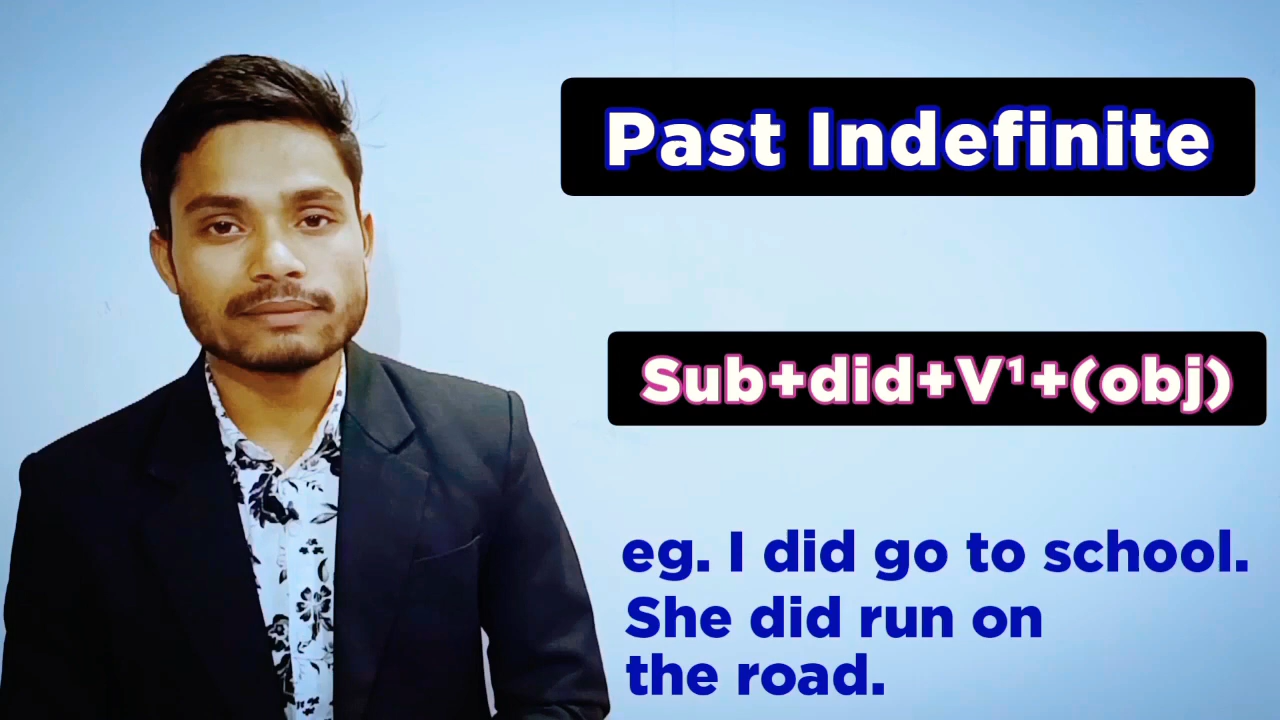 Past Indefinite
Sub+did+V¹+(obj)
eg. I did go to school.
She did run on
the road.